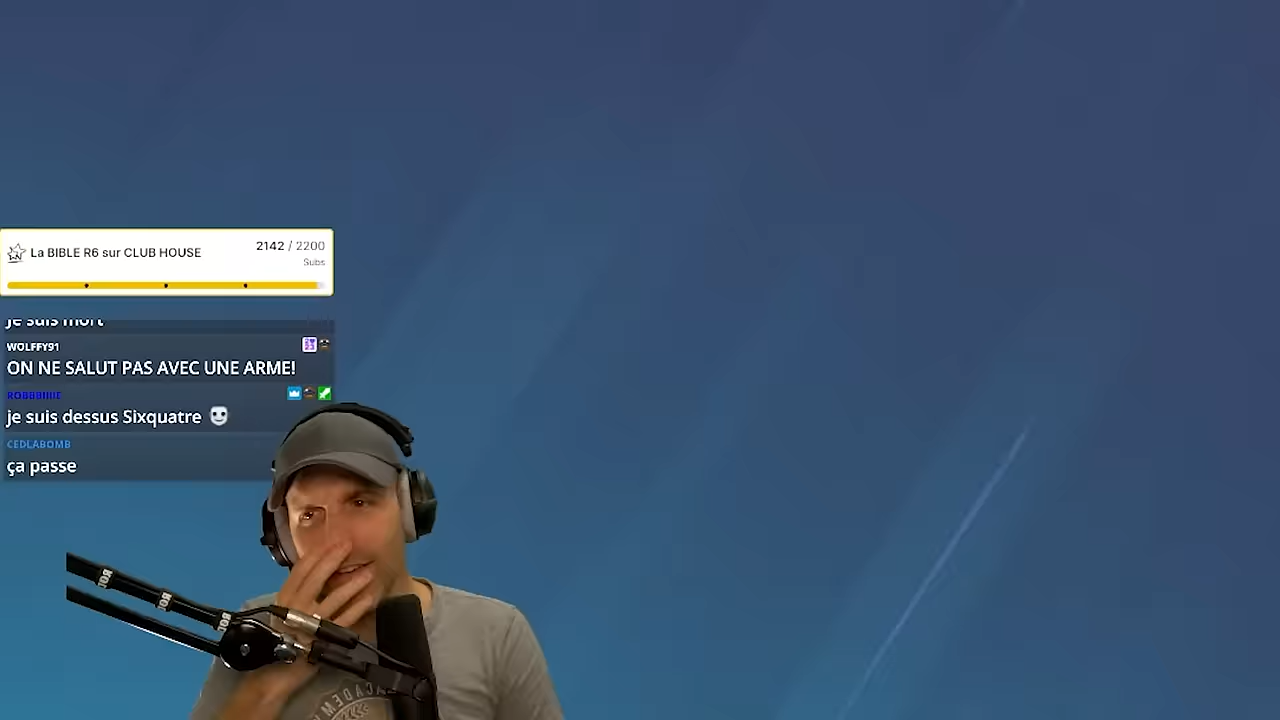 La BIBLE R6 sur CLUB HOUSE
2142 / 2200
Subs
je suis mort
WOLFFY91
ON NE SALUT PAS AVEC UNE ARME!
je suis dessus Sixquatre
CEDLABOMB
ça passe